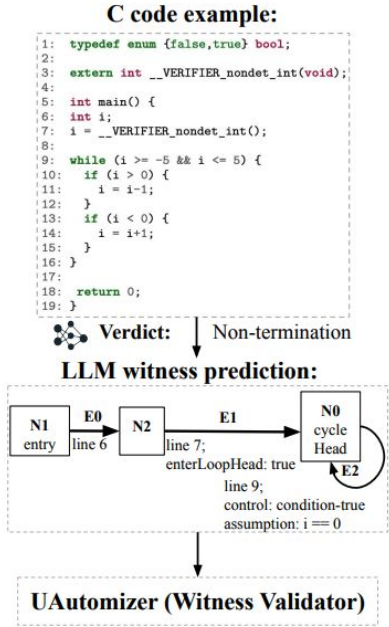 C code example:
1: typedef enum {false,true} bool;
2:
3: extern int __VERIFIER_nondet_int(void);
4:
5: int main() {
6: int i;
7: i = __VERIFIER_nondet_int();
8:
9: while (i >= -5 && i <= 5) {
10: if (i > 0) {
11: i = i-1;
12: }
13: if (i < 0) {
14: i = i+1;
15: }
16: }
17:
18: return 0;
19: }
Verdict: Non-termination
LLM witness prediction:
N1
entry
E0
line 6
N2
E1
line 7;
enterLoopHead: true
N0
cycle
Head
E2
line 9;
control: condition-true
assumption: i == 0
UAutomizer (Witness Validator)